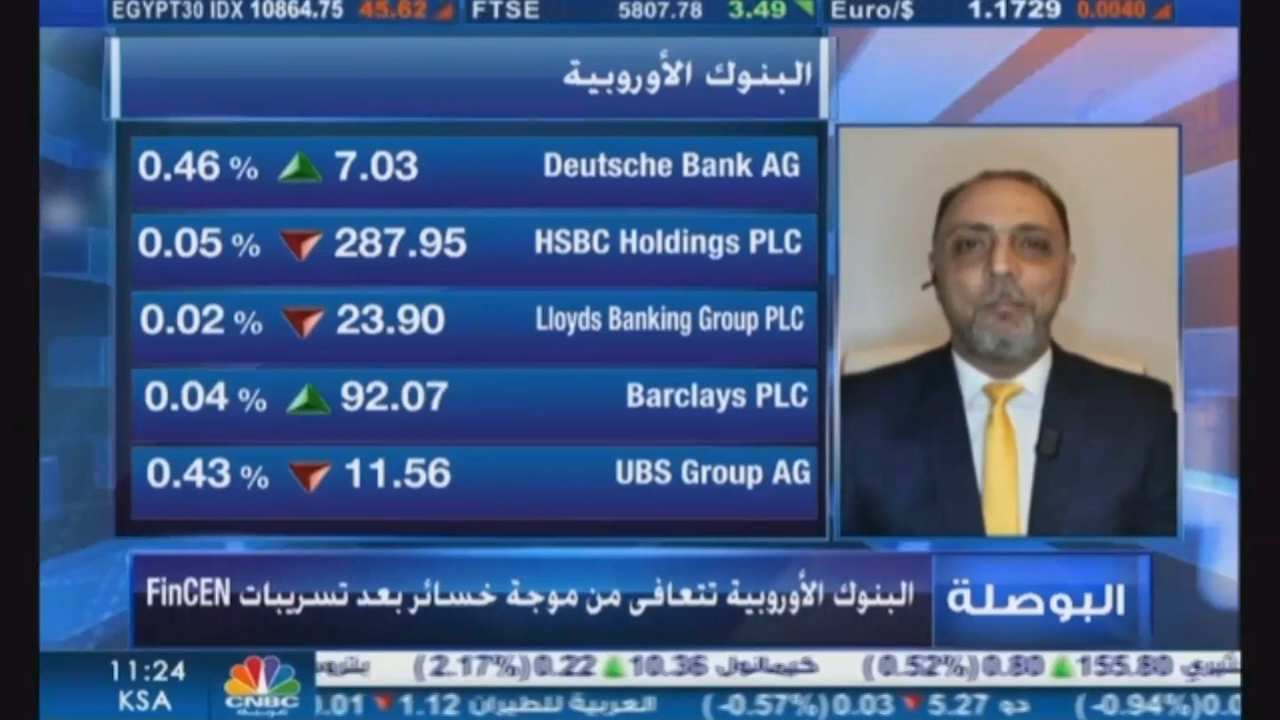 EGYPT30 IDX 10864.75 45.62 FTSE 5807.78 3.49 Euro/$ 1.1729 0.0040
البنوك الأوروبية
Deutsche Bank AG 7.03 ▲ 0.46 %
HSBC Holdings PLC 287.95 ▼ 0.05 %
Lloyds Banking Group PLC 23.90 ▼ 0.02 %
Barclays PLC 92.07 ▲ 0.04 %
UBS Group AG 11.56 ▼ 0.43 %
البوصلة
البنوك الأوروبية تتعافى من موجة خسائر بعد تسريبات FinCEN
155.80 ▲ 0.80 (0.52%) كيمانول 10.36 ▲ 0.22 (2.17%)
(-0.94%) دو 5.27 ▼ 0.03 (-0.57%) العربية للطيران 1.12 ▼
11:24
KSA
CNBC
عربية